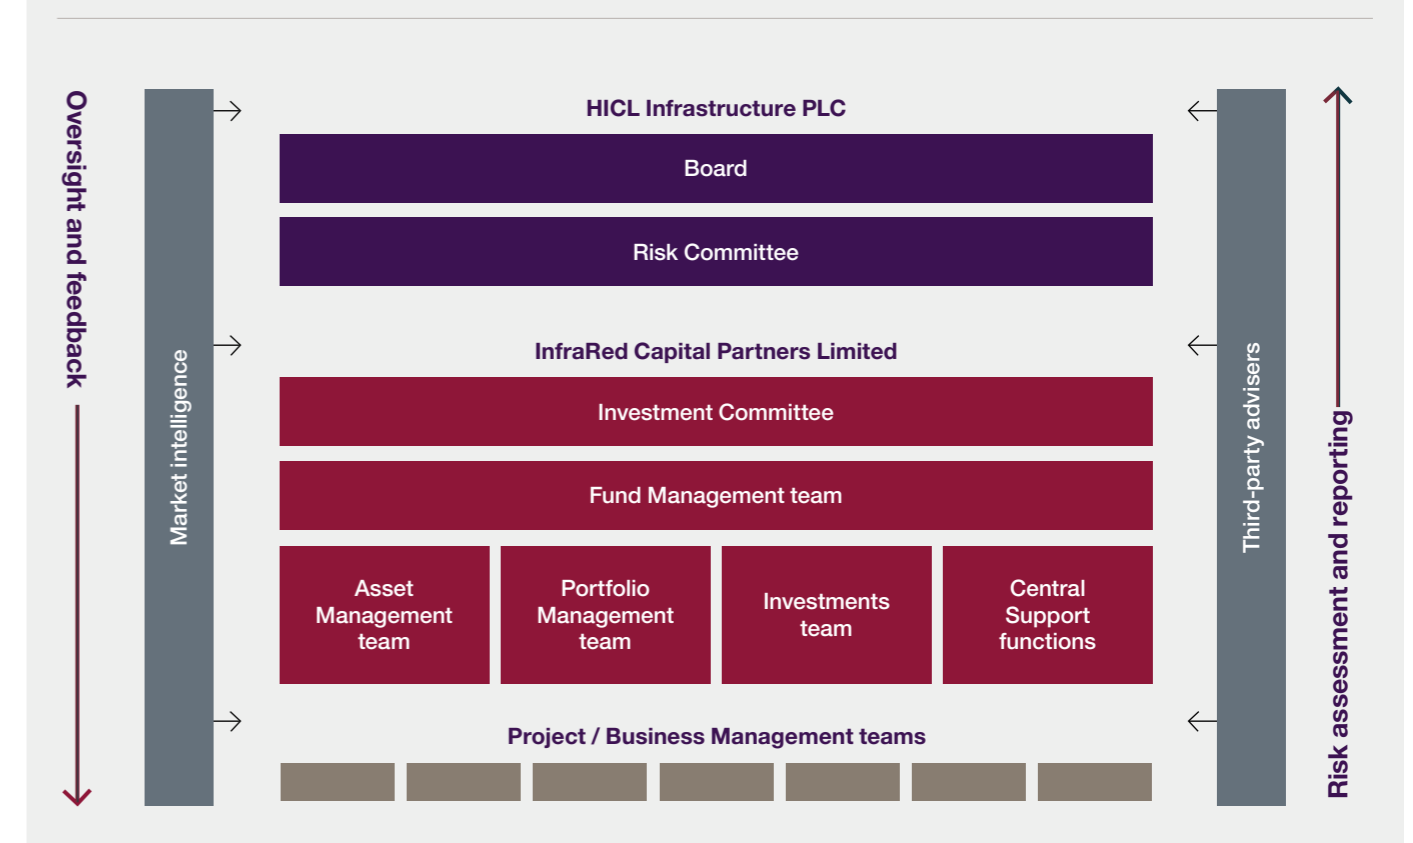 Oversight and feedback
Market intelligence
HICL Infrastructure PLC
Board
Risk Committee
InfraRed Capital Partners Limited
Investment Committee
Fund Management team
Asset
Management
team
Portfolio
Management
team
Investments
team
Central
Support
functions
Project / Business Management teams
Third-party advisers
Risk assessment and reporting